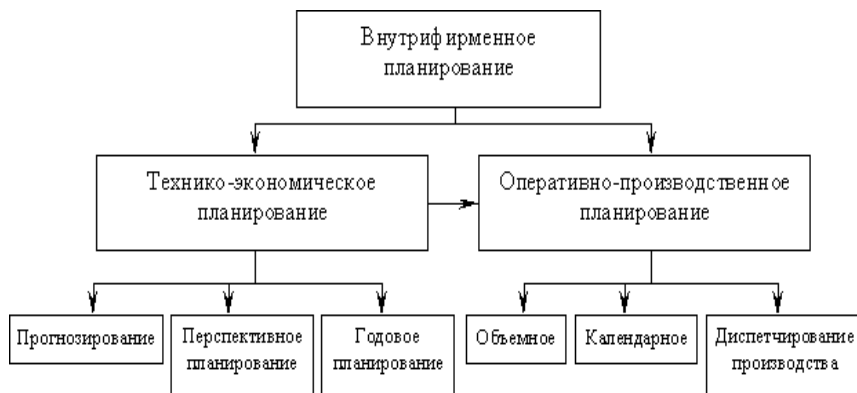 Внутрифирменное
планирование
Технико-экономическое
планирование
Оперативно-производственное
планирование
Прогнозирование
Перспективное
планирование
Годовое
планирование
Объемное
Календарное
Диспетчирование
производства